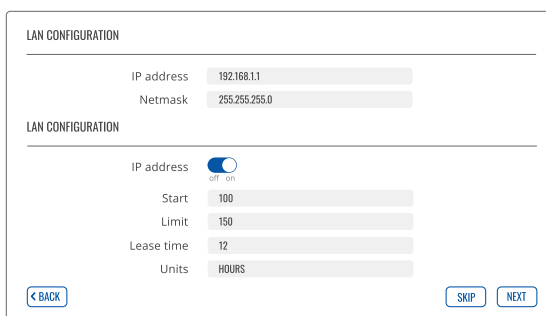 LAN CONFIGURATION
IP address 192.168.1.1
Netmask 255.255.255.0
LAN CONFIGURATION
IP address
off on
Start 100
Limit 150
Lease time 12
Units HOURS
< BACK SKIP NEXT